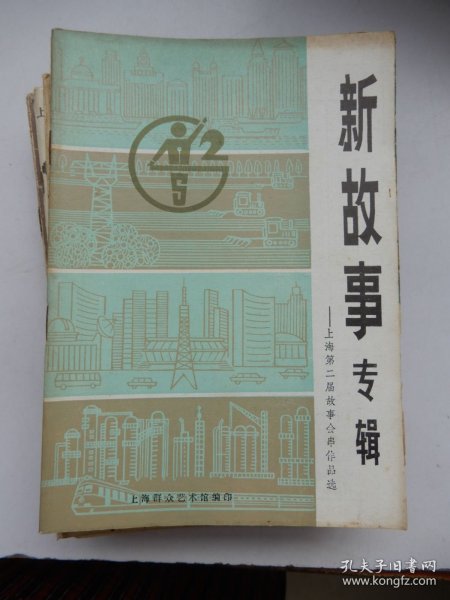 新故事专辑
——上海第二届故事会串作品选
上海群众艺术馆编印
孔夫子旧书网
www.kongfz.com